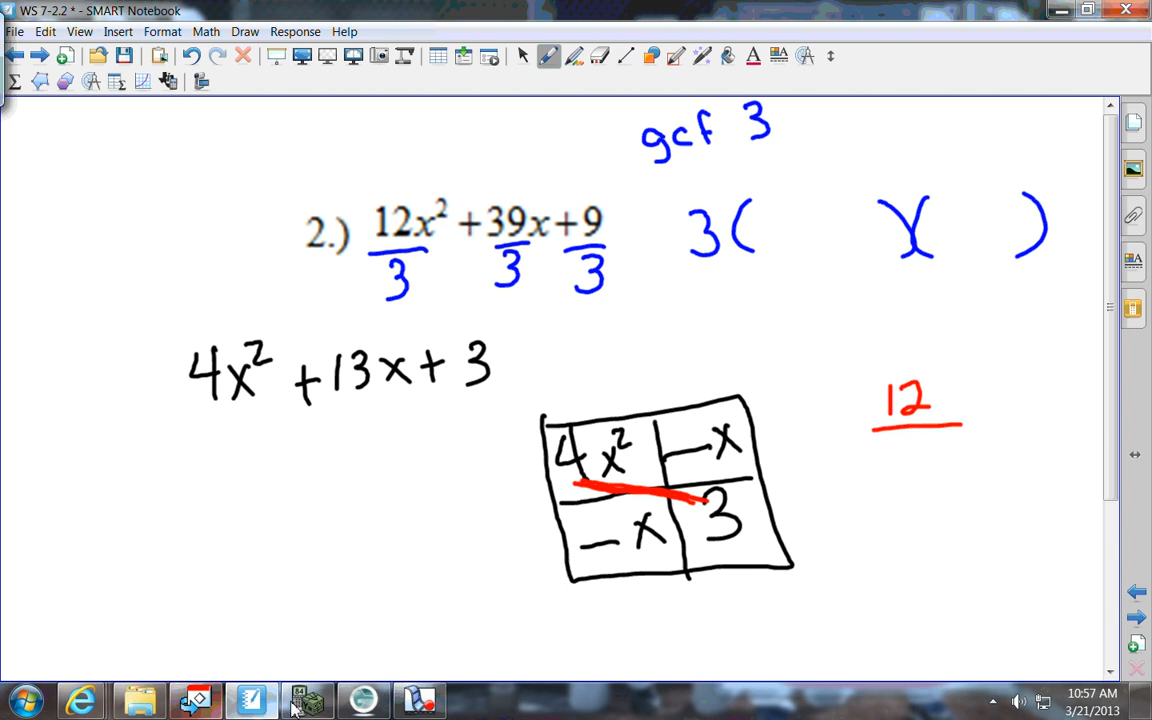 WS 7-2.2 * - SMART Notebook
File Edit View Insert Format Math Draw Response Help
gcf 3
2.) 12x² + 39x + 9
3 3 3
3( )( )
4x² + 13x + 3
12
4x² —x
—x 3
10:57 AM
3/21/2013